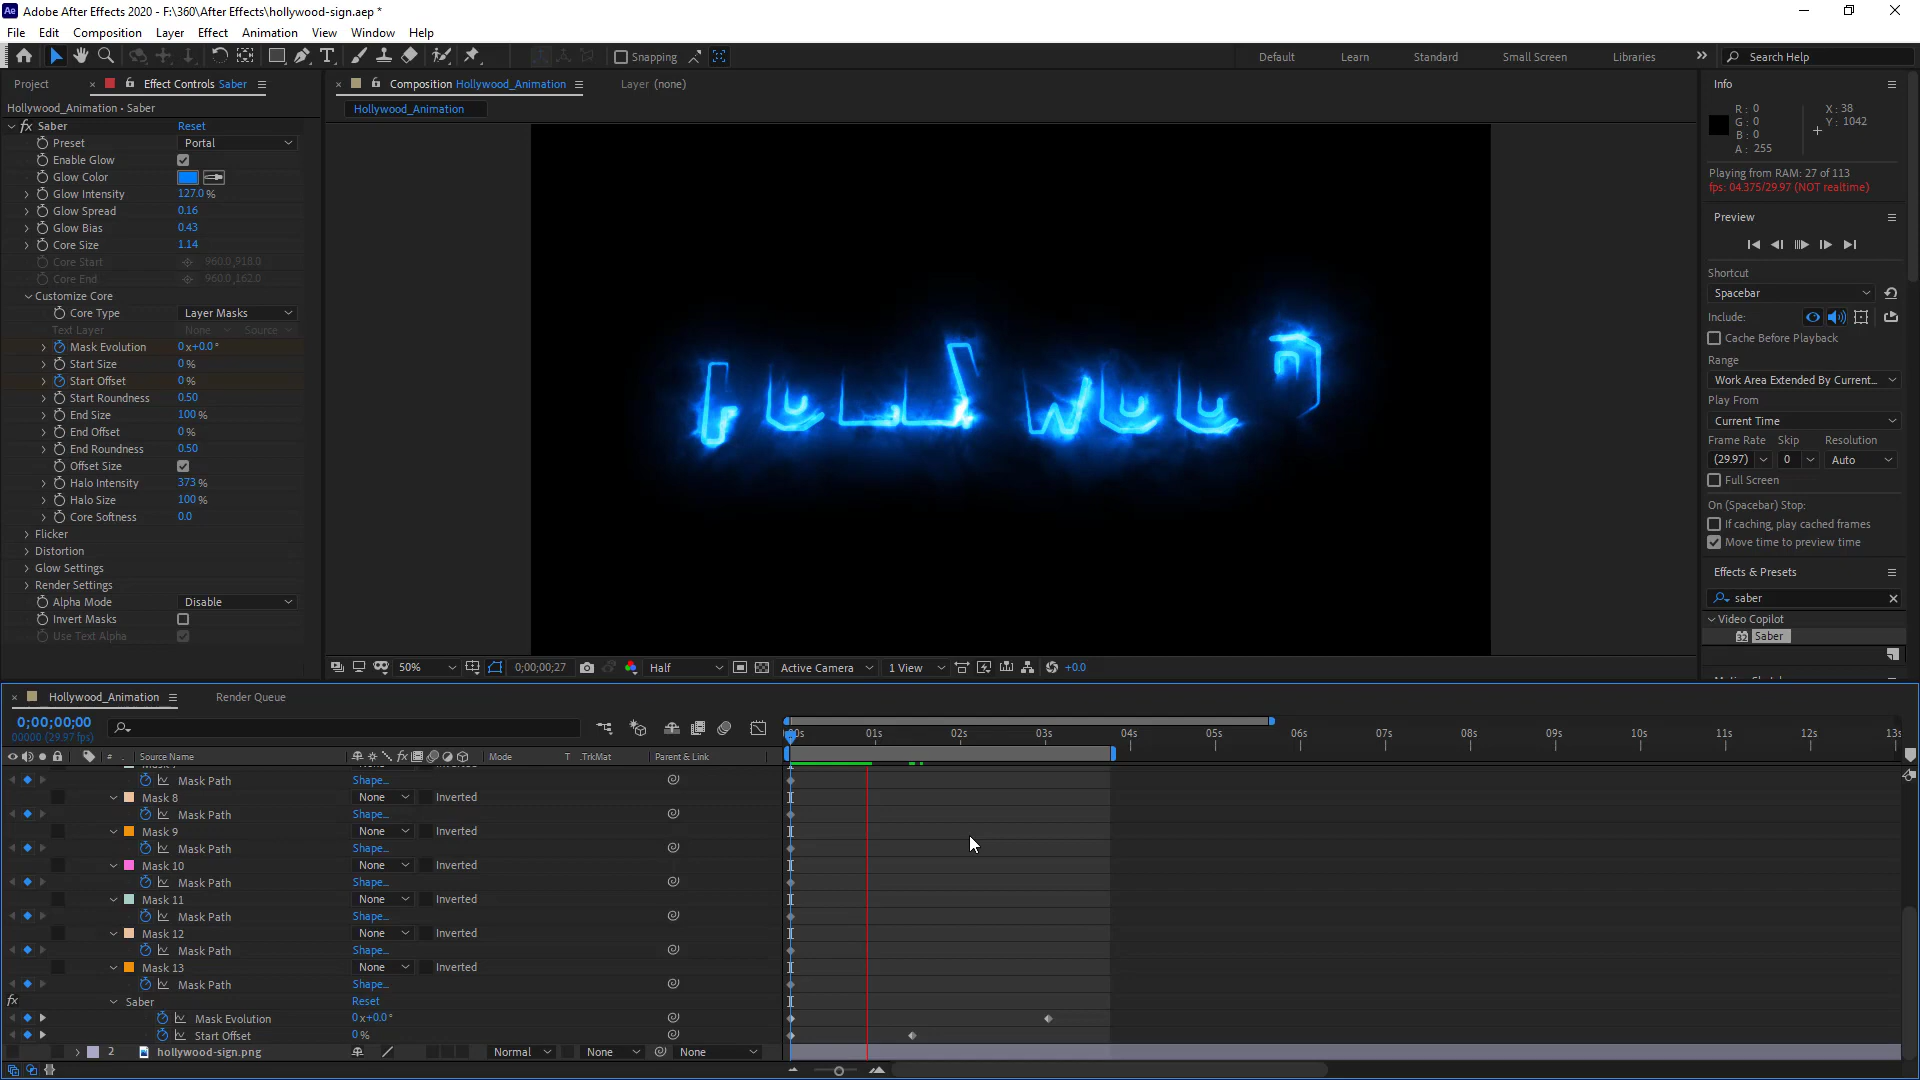 Ae Adobe After Effects 2020 - F:\360\After Effects\hollywood-sign.aep *
File Edit Composition Layer Effect Animation View Window Help
Snapping Default Learn Standard Small Screen Libraries Search Help
Project Effect Controls Saber
Composition Hollywood_Animation Layer (none)
Hollywood_Animation • Saber
Hollywood_Animation
fx Saber Reset
Preset Portal
Enable Glow
Glow Color
Glow Intensity 127.0 %
Glow Spread 0.16
Glow Bias 0.43
Core Size 1.14
Core Start 960.0,918.0
Core End 960.0,162.0
Customize Core
Core Type Layer Masks
Text Layer None Source
Mask Evolution 0 x+0.0 °
Start Size 0 %
Start Offset 0 %
Start Roundness 0.50
End Size 100 %
End Offset 0 %
End Roundness 0.50
Offset Size
Halo Intensity 373 %
Halo Size 100 %
Core Softness 0.0
Flicker
Distortion
Glow Settings
Render Settings
Alpha Mode Disable
Invert Masks
Use Text Alpha
50% 0;00;00;27 Half Active Camera 1 View +0.0
Info
R : 0 X : 38
G : 0 Y : 1042
B : 0
A : 255
Playing from RAM: 27 of 113
fps: 04.375/29.97 (NOT realtime)
Preview
Shortcut
Spacebar
Include:
Cache Before Playback
Range
Work Area Extended By Current...
Play From
Current Time
Frame Rate Skip Resolution
(29.97) 0 Auto
Full Screen
On (Spacebar) Stop:
If caching, play cached frames
Move time to preview time
Effects & Presets
saber
Video Copilot
32 Saber
Hollywood_Animation Render Queue
0;00;00;00
00000 (29.97 fps)
01s 02s 03s 04s 05s 06s 07s 08s 09s 10s 11s 12s 13s
# Source Name fx Mode T .TrkMat Parent & Link
Mask Path Shape...
Mask 8 None Inverted
Mask Path Shape...
Mask 9 None Inverted
Mask Path Shape...
Mask 10 None Inverted
Mask Path Shape...
Mask 11 None Inverted
Mask Path Shape...
Mask 12 None Inverted
Mask Path Shape...
Mask 13 None Inverted
Mask Path Shape...
fx Saber Reset
Mask Evolution 0 x+0.0 °
Start Offset 0 %
2 hollywood-sign.png Normal None None